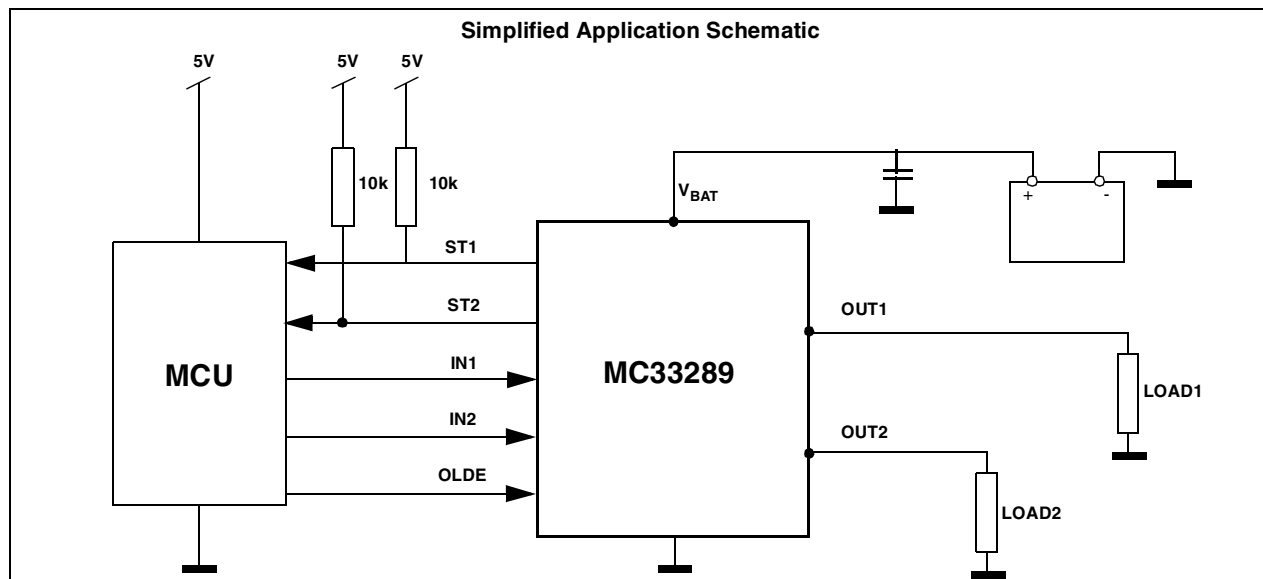 Simplified Application Schematic
5V
5V
5V
10k
10k
V_BAT
+
-
ST1
ST2
OUT1
MCU
IN1
MC33289
LOAD1
IN2
OUT2
OLDE
LOAD2